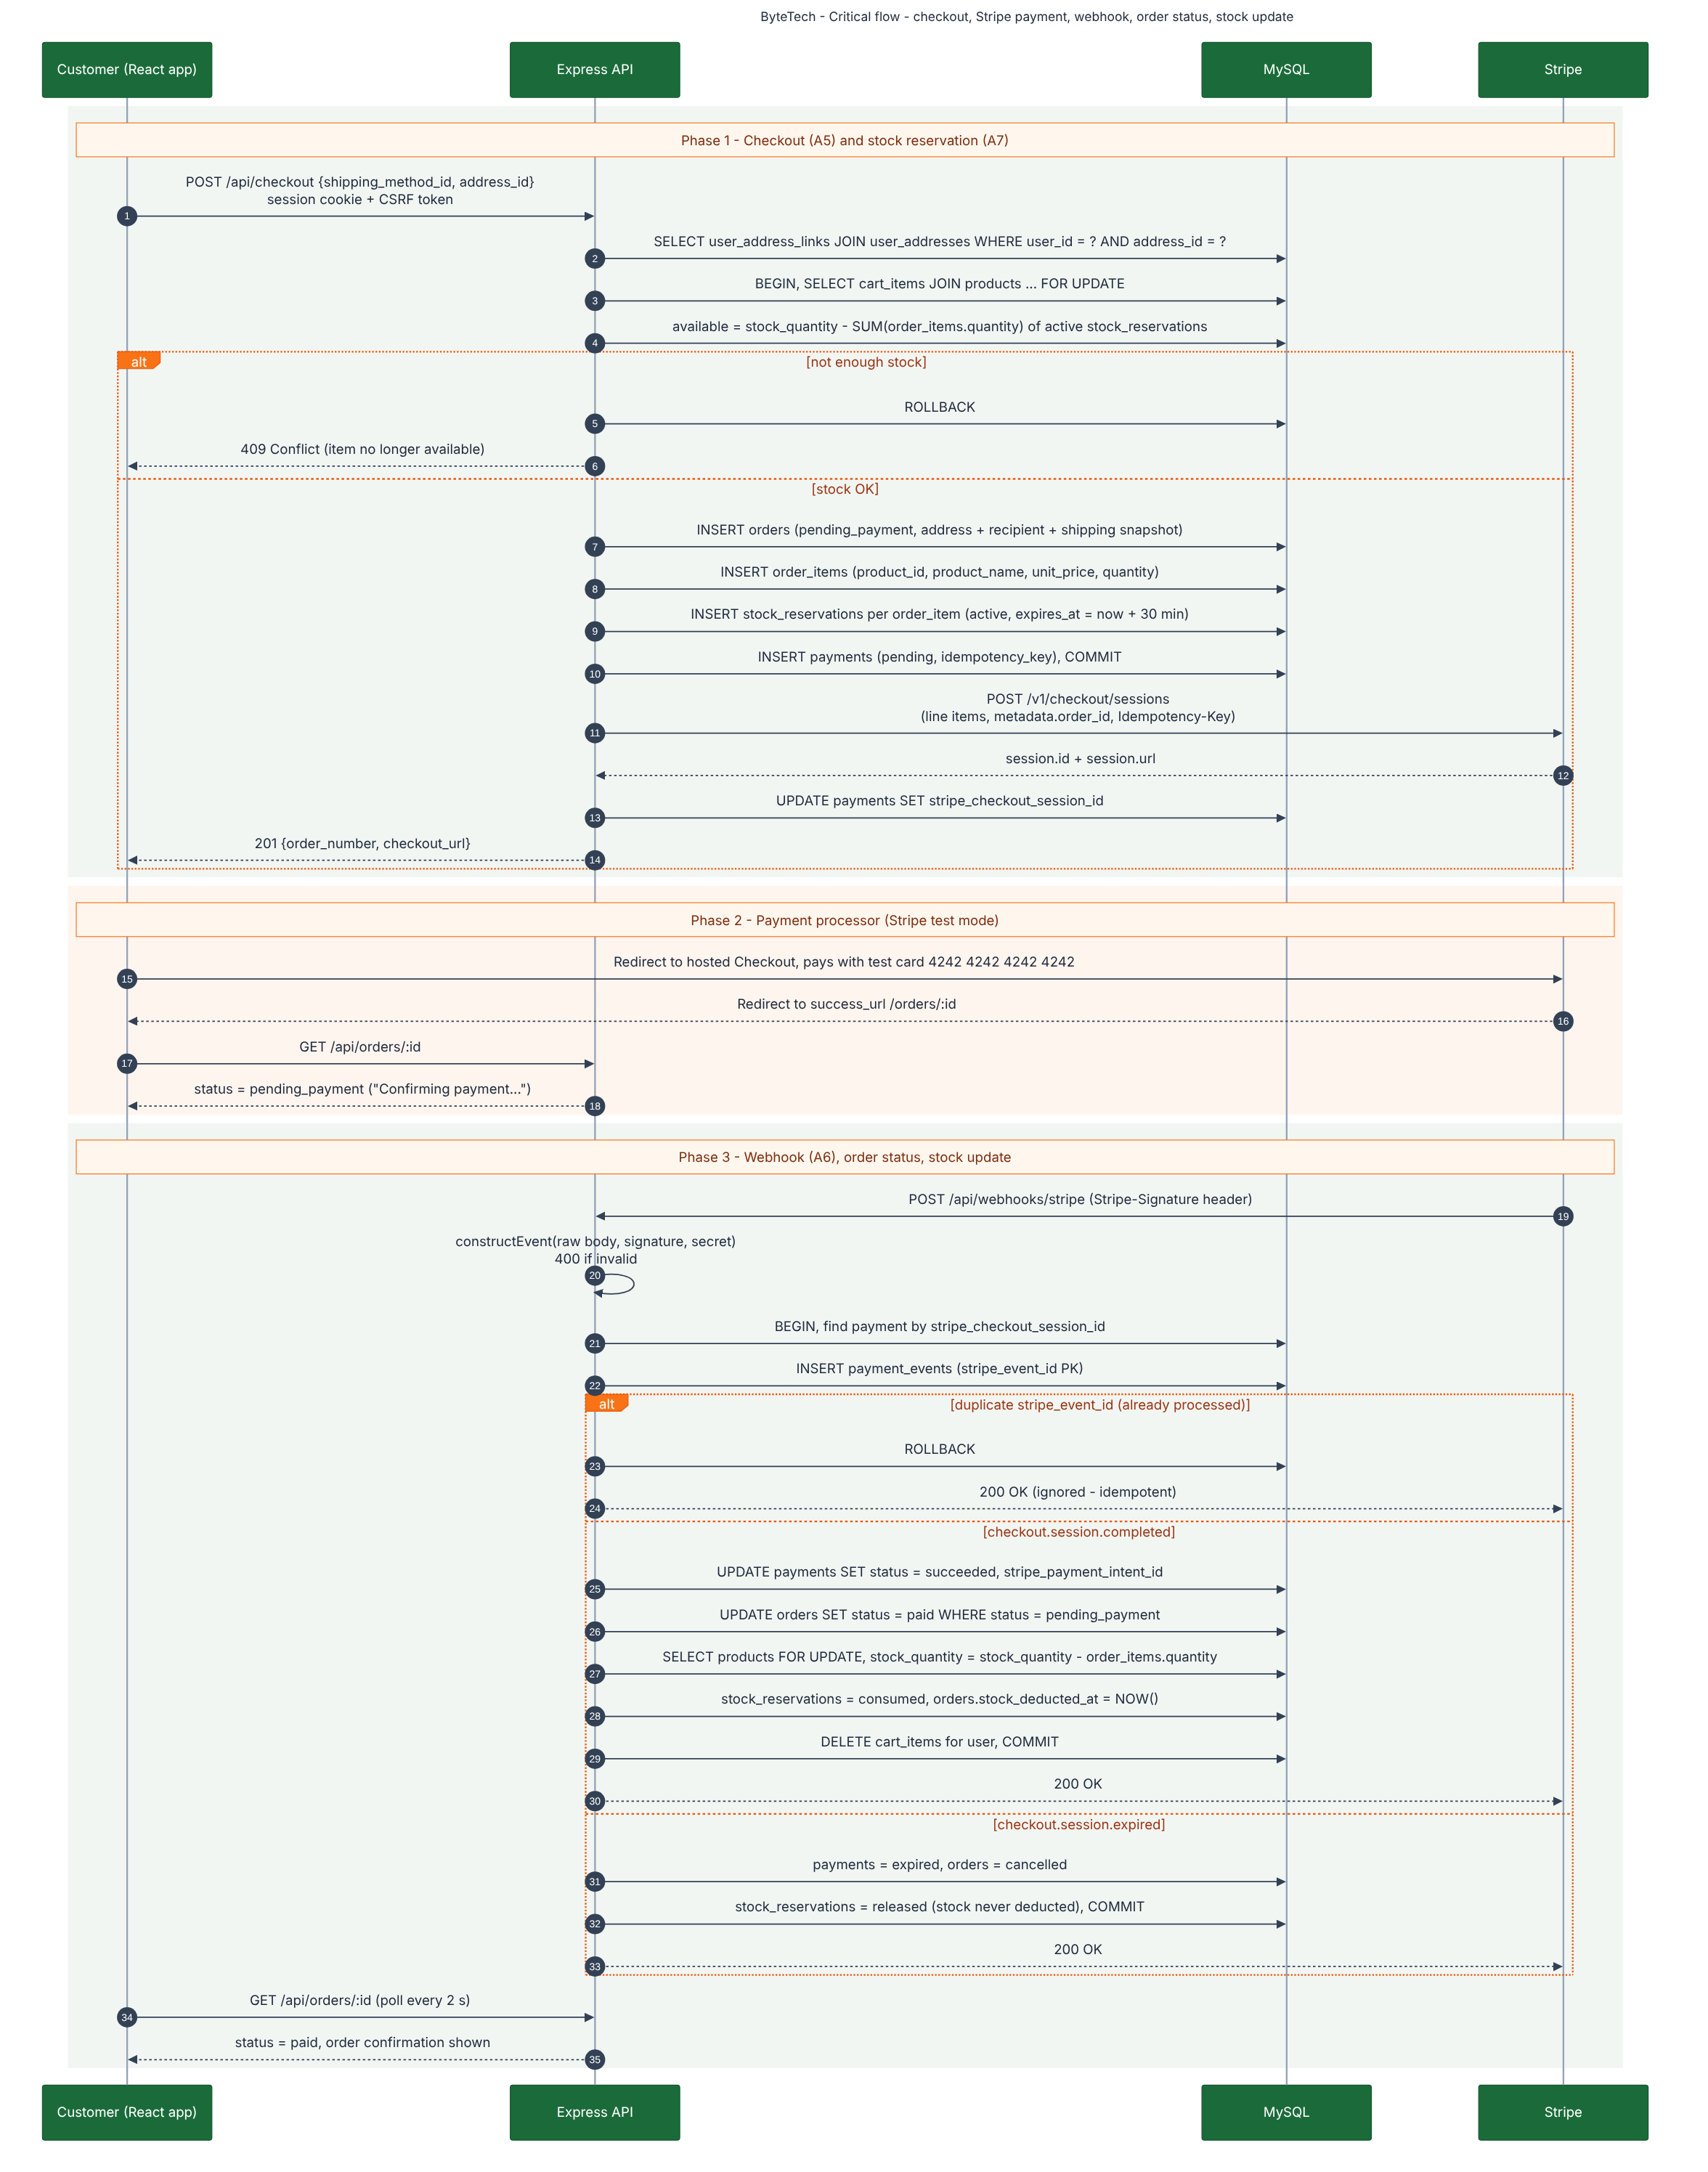 ByteTech - Critical flow - checkout, Stripe payment, webhook, order status, stock update
Customer (React app)
Express API
MySQL
Stripe
Phase 1 - Checkout (A5) and stock reservation (A7)
POST /api/checkout {shipping_method_id, address_id}
session cookie + CSRF token
1
SELECT user_address_links JOIN user_addresses WHERE user_id = ? AND address_id = ?
2
BEGIN, SELECT cart_items JOIN products ... FOR UPDATE
3
available = stock_quantity - SUM(order_items.quantity) of active stock_reservations
4
alt
[not enough stock]
ROLLBACK
5
409 Conflict (item no longer available)
6
[stock OK]
INSERT orders (pending_payment, address + recipient + shipping snapshot)
7
INSERT order_items (product_id, product_name, unit_price, quantity)
8
INSERT stock_reservations per order_item (active, expires_at = now + 30 min)
9
INSERT payments (pending, idempotency_key), COMMIT
10
POST /v1/checkout/sessions
(line items, metadata.order_id, Idempotency-Key)
11
session.id + session.url
12
UPDATE payments SET stripe_checkout_session_id
13
201 {order_number, checkout_url}
14
Phase 2 - Payment processor (Stripe test mode)
Redirect to hosted Checkout, pays with test card 4242 4242 4242 4242
15
Redirect to success_url /orders/:id
16
GET /api/orders/:id
17
status = pending_payment ("Confirming payment...")
18
Phase 3 - Webhook (A6), order status, stock update
POST /api/webhooks/stripe (Stripe-Signature header)
19
constructEvent(raw body, signature, secret)
400 if invalid
20
BEGIN, find payment by stripe_checkout_session_id
21
INSERT payment_events (stripe_event_id PK)
22
alt
[duplicate stripe_event_id (already processed)]
ROLLBACK
23
200 OK (ignored - idempotent)
24
[checkout.session.completed]
UPDATE payments SET status = succeeded, stripe_payment_intent_id
25
UPDATE orders SET status = paid WHERE status = pending_payment
26
SELECT products FOR UPDATE, stock_quantity = stock_quantity - order_items.quantity
27
stock_reservations = consumed, orders.stock_deducted_at = NOW()
28
DELETE cart_items for user, COMMIT
29
200 OK
30
[checkout.session.expired]
payments = expired, orders = cancelled
31
stock_reservations = released (stock never deducted), COMMIT
32
200 OK
33
GET /api/orders/:id (poll every 2 s)
34
status = paid, order confirmation shown
35
Customer (React app)
Express API
MySQL
Stripe